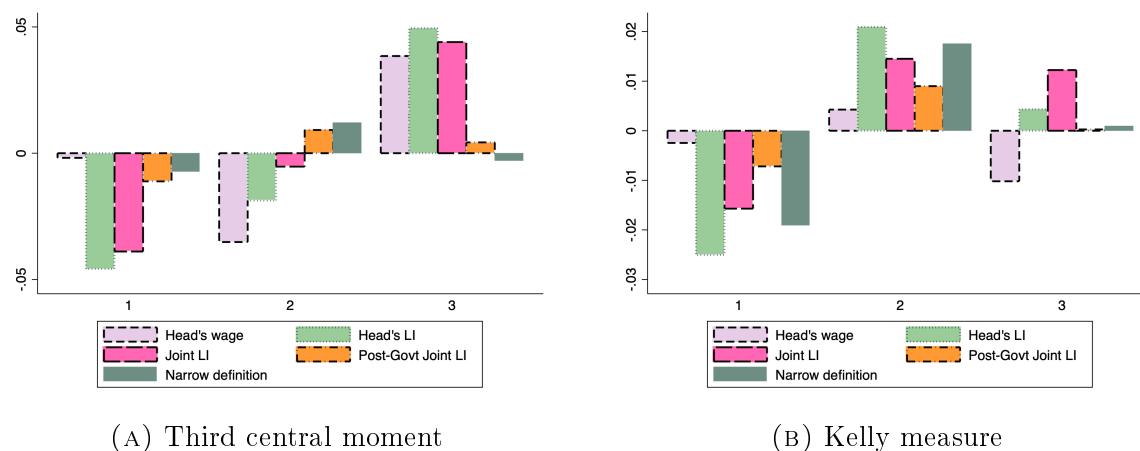 .05
0
-.05
1 2 3
Head's wage Head's LI
Joint LI Post-Govt Joint LI
Narrow definition
(A) Third central moment
.02
.01
0
-.01
-.02
-.03
1 2 3
Head's wage Head's LI
Joint LI Post-Govt Joint LI
Narrow definition
(B) Kelly measure